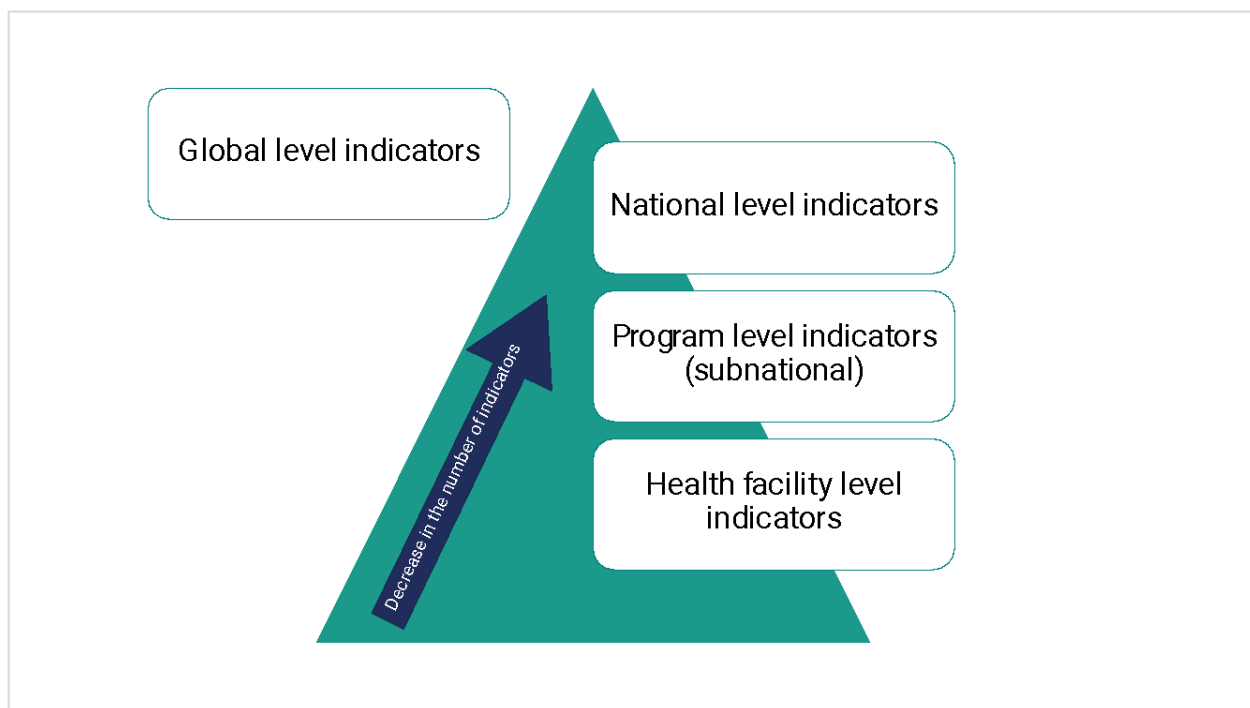 Global level indicators
National level indicators
Program level indicators
(subnational)
Health facility level
indicators
Decrease in the number of indicators